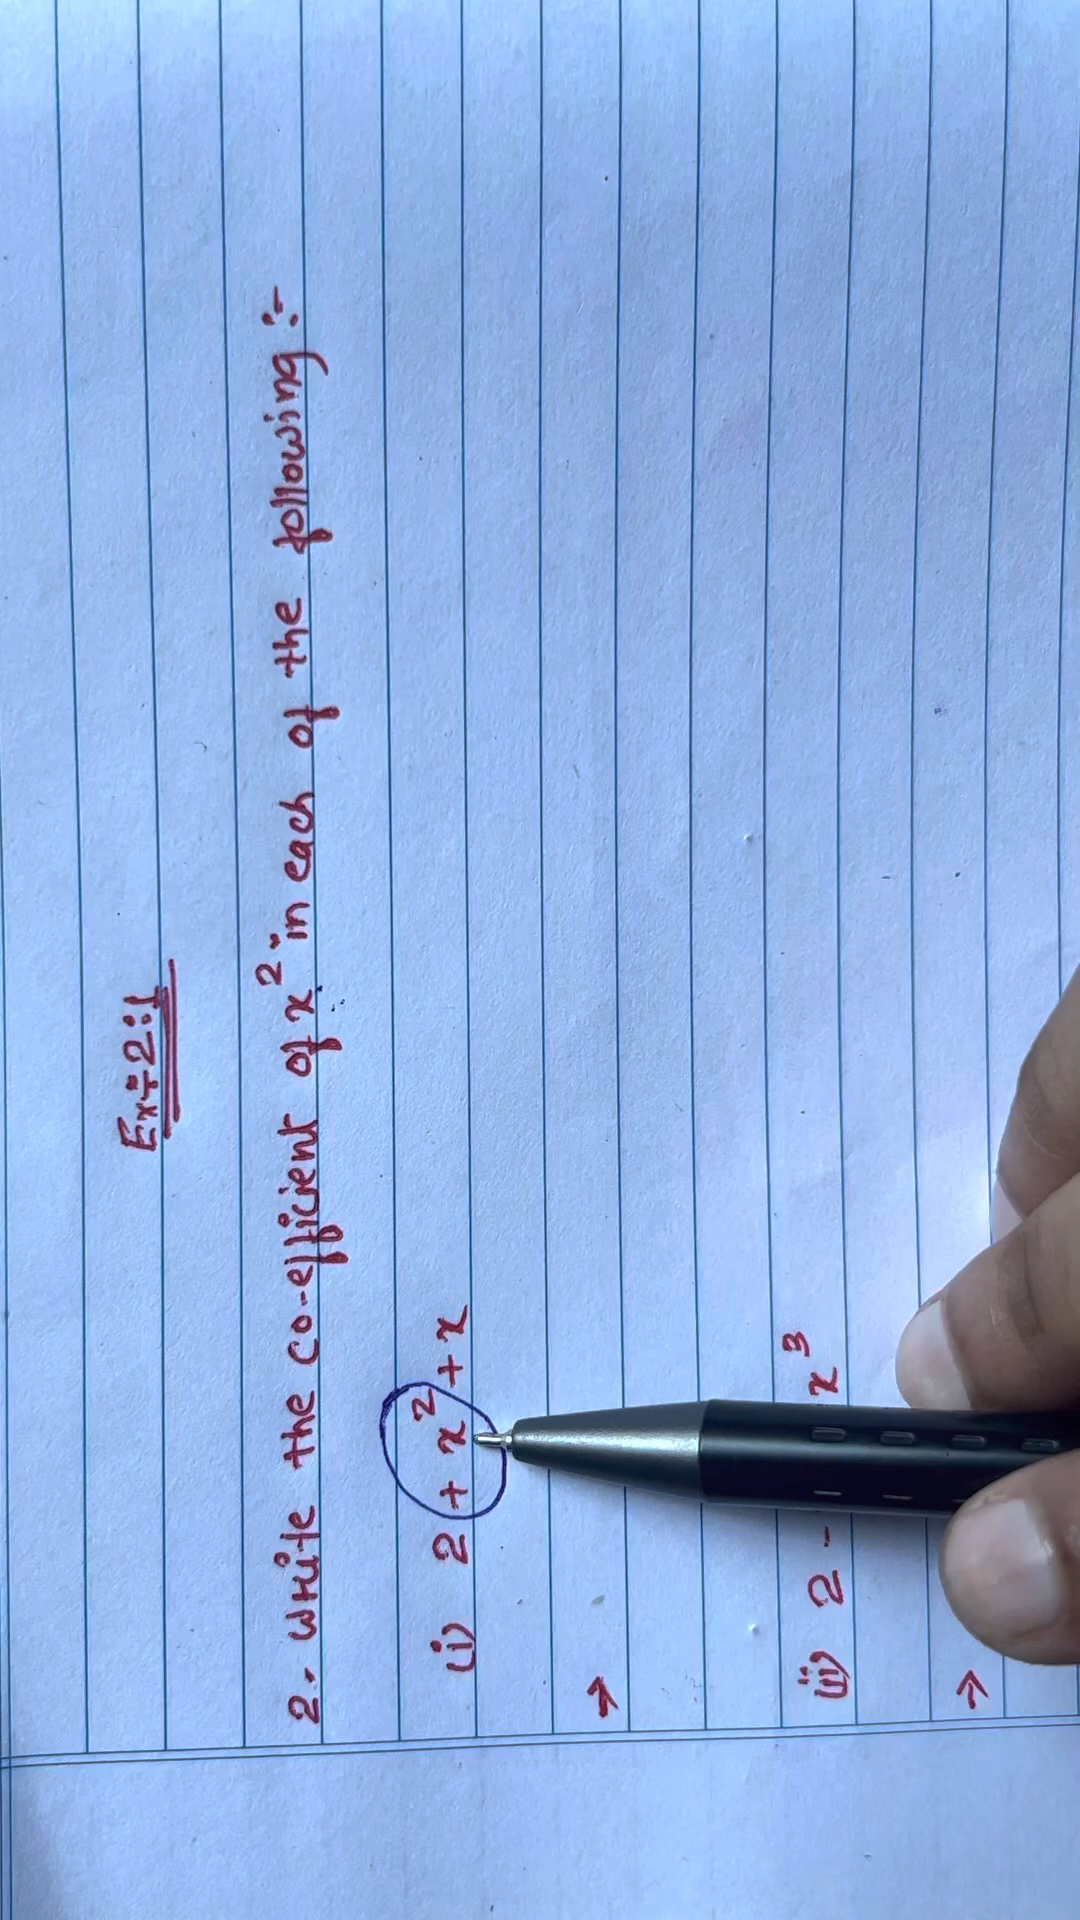 Ex÷2:1
2. write the co-efficient of x² in each of the following :-
(i) 2 + x² + x
→
(ii) 2 - x³
→